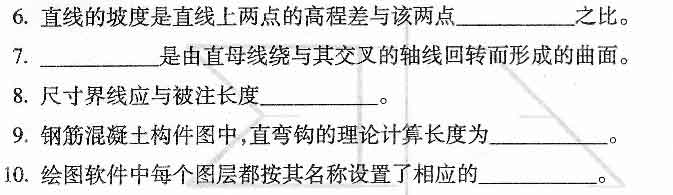 6. 直线的坡度是直线上两点的高程差与该两点__________之比。
7. __________是由直母线绕与其交叉的轴线回转而形成的曲面。
8. 尺寸界线应与被注长度__________。
9. 钢筋混凝土构件图中,直弯钩的理论计算长度为__________。
10. 绘图软件中每个图层都按其名称设置了相应的__________。